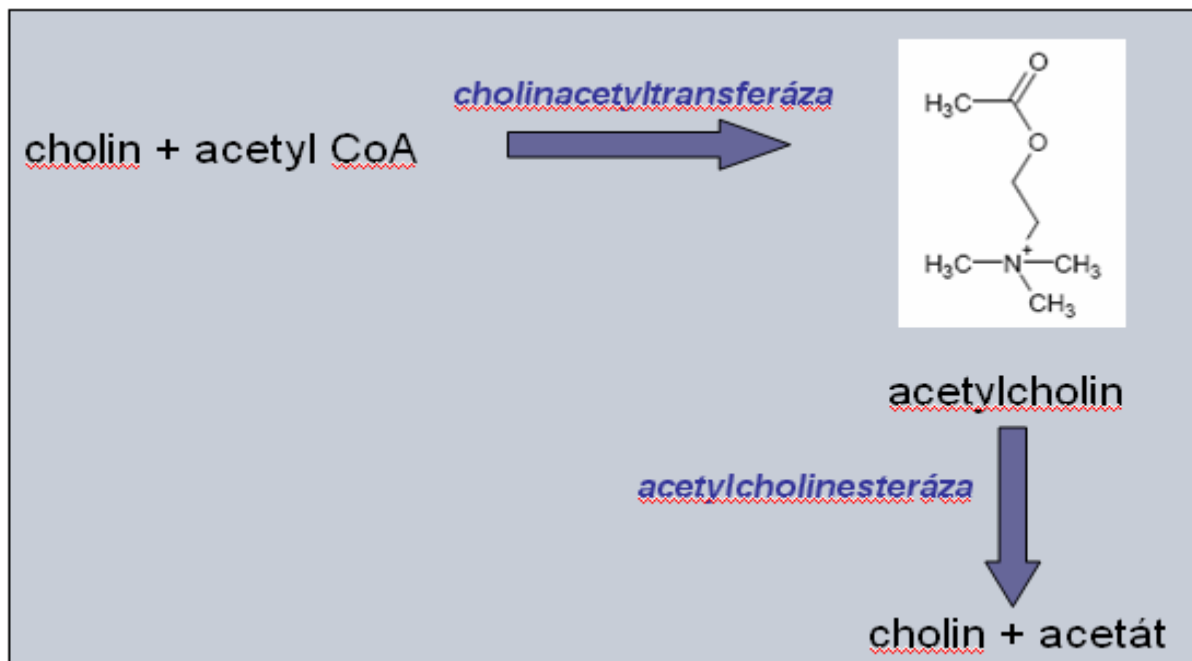 cholinacetyltransferáza
cholin + acetyl CoA
O
H₃C
O
H₃C N⁺ CH₃
CH₃
acetylcholin
acetylcholinesteráza
cholin + acetát